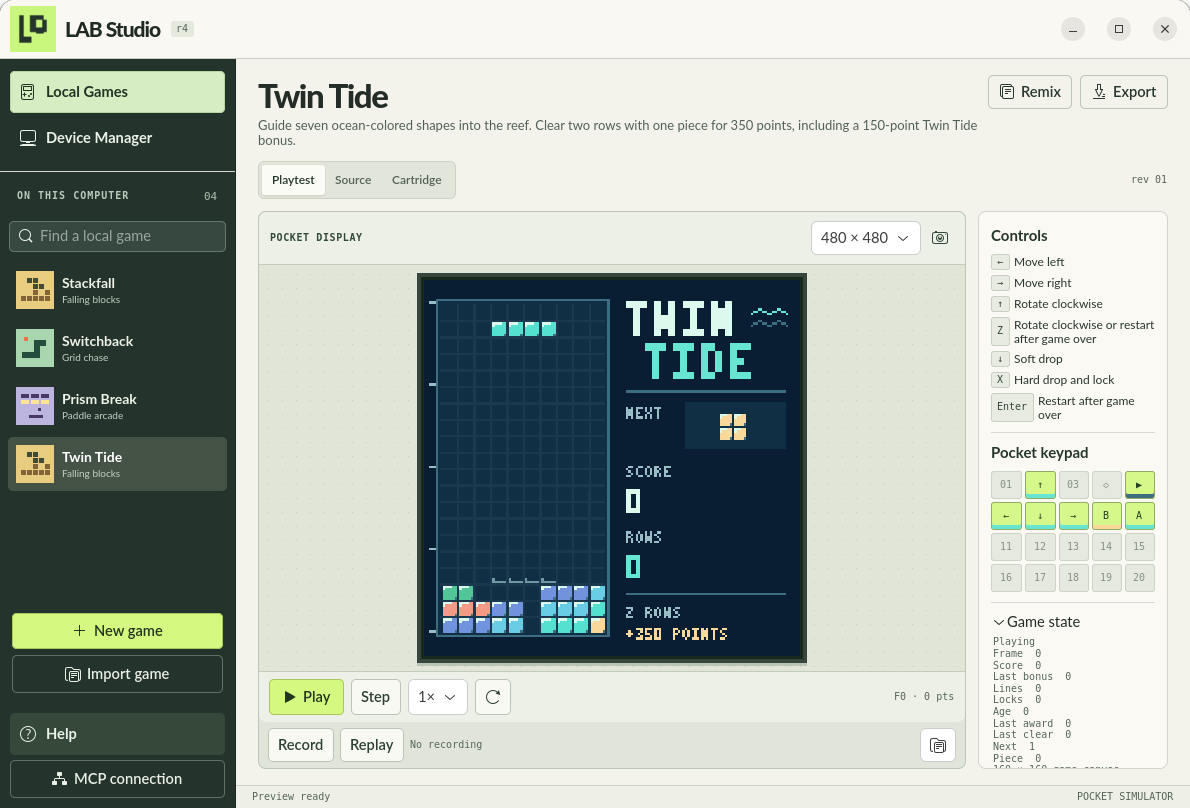 LAB Studio r4
Local Games
Device Manager
ON THIS COMPUTER 04
Find a local game
Stackfall
Falling blocks
Switchback
Grid chase
Prism Break
Paddle arcade
Twin Tide
Falling blocks
New game
Import game
Help
MCP connection
Twin Tide
Remix
Export
Guide seven ocean-colored shapes into the reef. Clear two rows with one piece for 350 points, including a 150-point Twin Tide
bonus.
Playtest Source Cartridge
rev 01
POCKET DISPLAY
480 × 480
TWIN
TIDE
NEXT
SCORE
0
ROWS
0
2 ROWS
+350 POINTS
Play
Step
1×
F0 · 0 pts
Record
Replay
No recording
Controls
← Move left
→ Move right
↑ Rotate clockwise
Z Rotate clockwise or restart
after game over
↓ Soft drop
X Hard drop and lock
Enter Restart after game
over
Pocket keypad
01 ↑ 03 ◇ ▶
← ↓ → B A
11 12 13 14 15
16 17 18 19 20
Game state
Playing
Frame 0
Score 0
Last bonus 0
Lines 0
Locks 0
Age 0
Last award 0
Last clear 0
Next 1
Piece 0
Preview ready
POCKET SIMULATOR